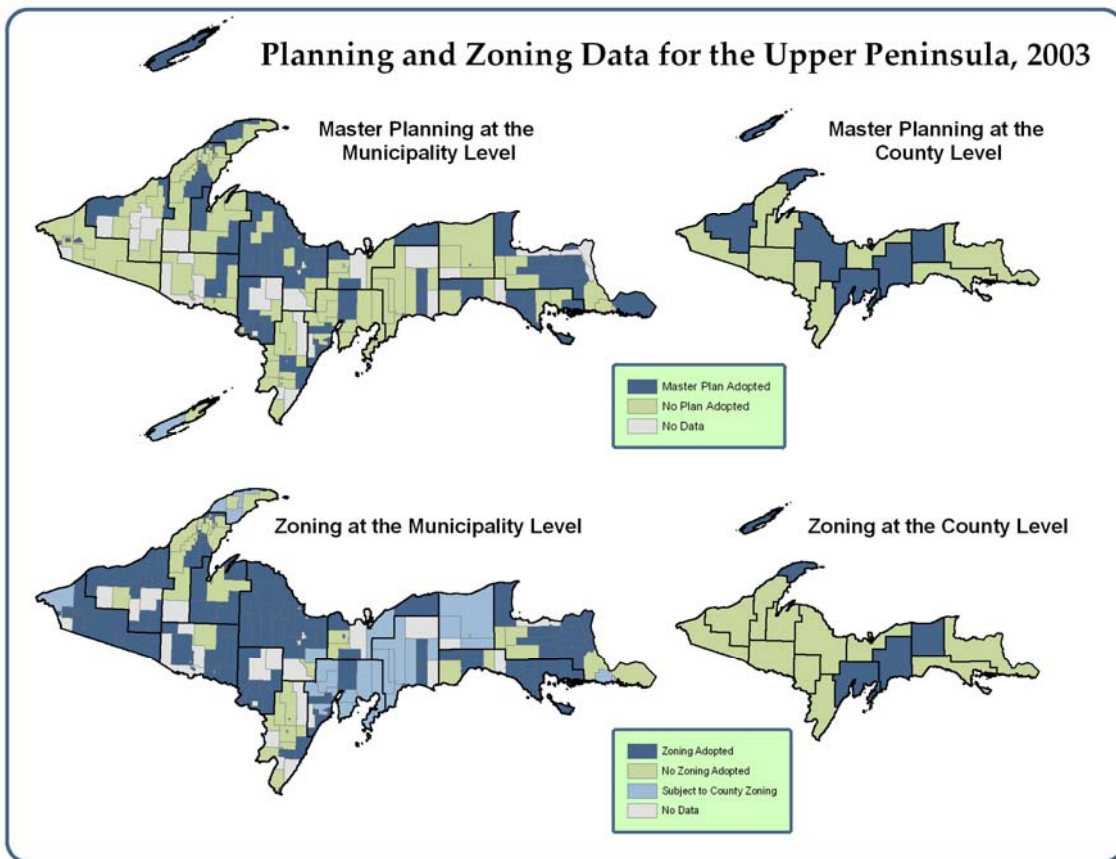 Planning and Zoning Data for the Upper Peninsula, 2003
Master Planning at the
Municipality Level
Master Planning at the
County Level
Master Plan Adopted
No Plan Adopted
No Data
Zoning at the Municipality Level
Zoning at the County Level
Zoning Adopted
No Zoning Adopted
Subject to County Zoning
No Data